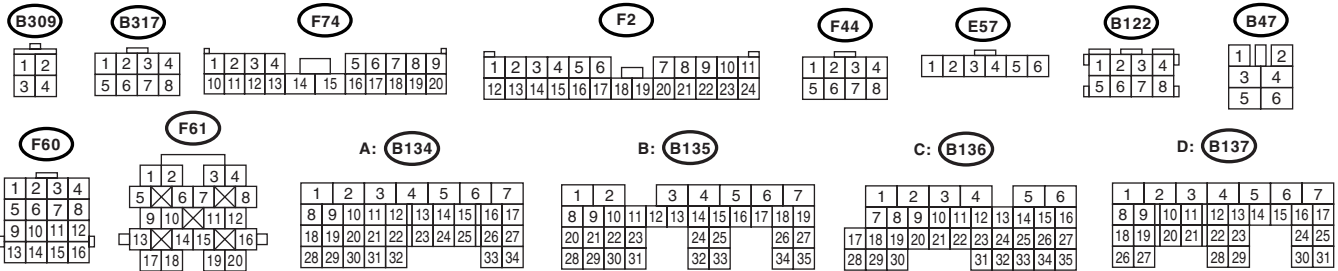 B309
B317
F74
F2
F44
E57
B122
B47
1 2
3 4
1 2 3 4
5 6 7 8
1 2 3 4 5 6 7 8 9
10 11 12 13 14 15 16 17 18 19 20
1 2 3 4 5 6 7 8 9 10 11
12 13 14 15 16 17 18 19 20 21 22 23 24
1 2 3 4
5 6 7 8
1 2 3 4 5 6
1 2 3 4
5 6 7 8
1 2
3 4
5 6
F60
F61
A: B134
B: B135
C: B136
D: B137
1 2 3 4
5 6 7 8
9 10 11 12
13 14 15 16
1 2 3 4
5 6 7 8
9 10 11 12
13 14 15 16
17 18 19 20
1 2 3 4 5 6 7
8 9 10 11 12 13 14 15 16 17
18 19 20 21 22 23 24 25 26 27
28 29 30 31 32 33 34
1 2 3 4 5 6 7
8 9 10 11 12 13 14 15 16 17 18 19
20 21 22 23 24 25 26 27
28 29 30 31 32 33 34 35
1 2 3 4 5 6
7 8 9 10 11 12 13 14 15 16
17 18 19 20 21 22 23 24 25 26 27
28 29 30 31 32 33 34 35
1 2 3 4 5 6 7
8 9 10 11 12 13 14 15 16 17
18 19 20 21 22 23 24 25
26 27 28 29 30 31